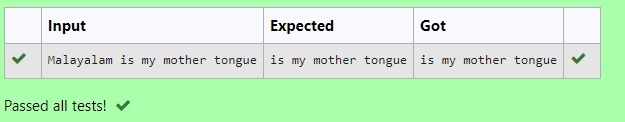 Input Expected Got
Malayalam is my mother tongue is my mother tongue is my mother tongue
Passed all tests!